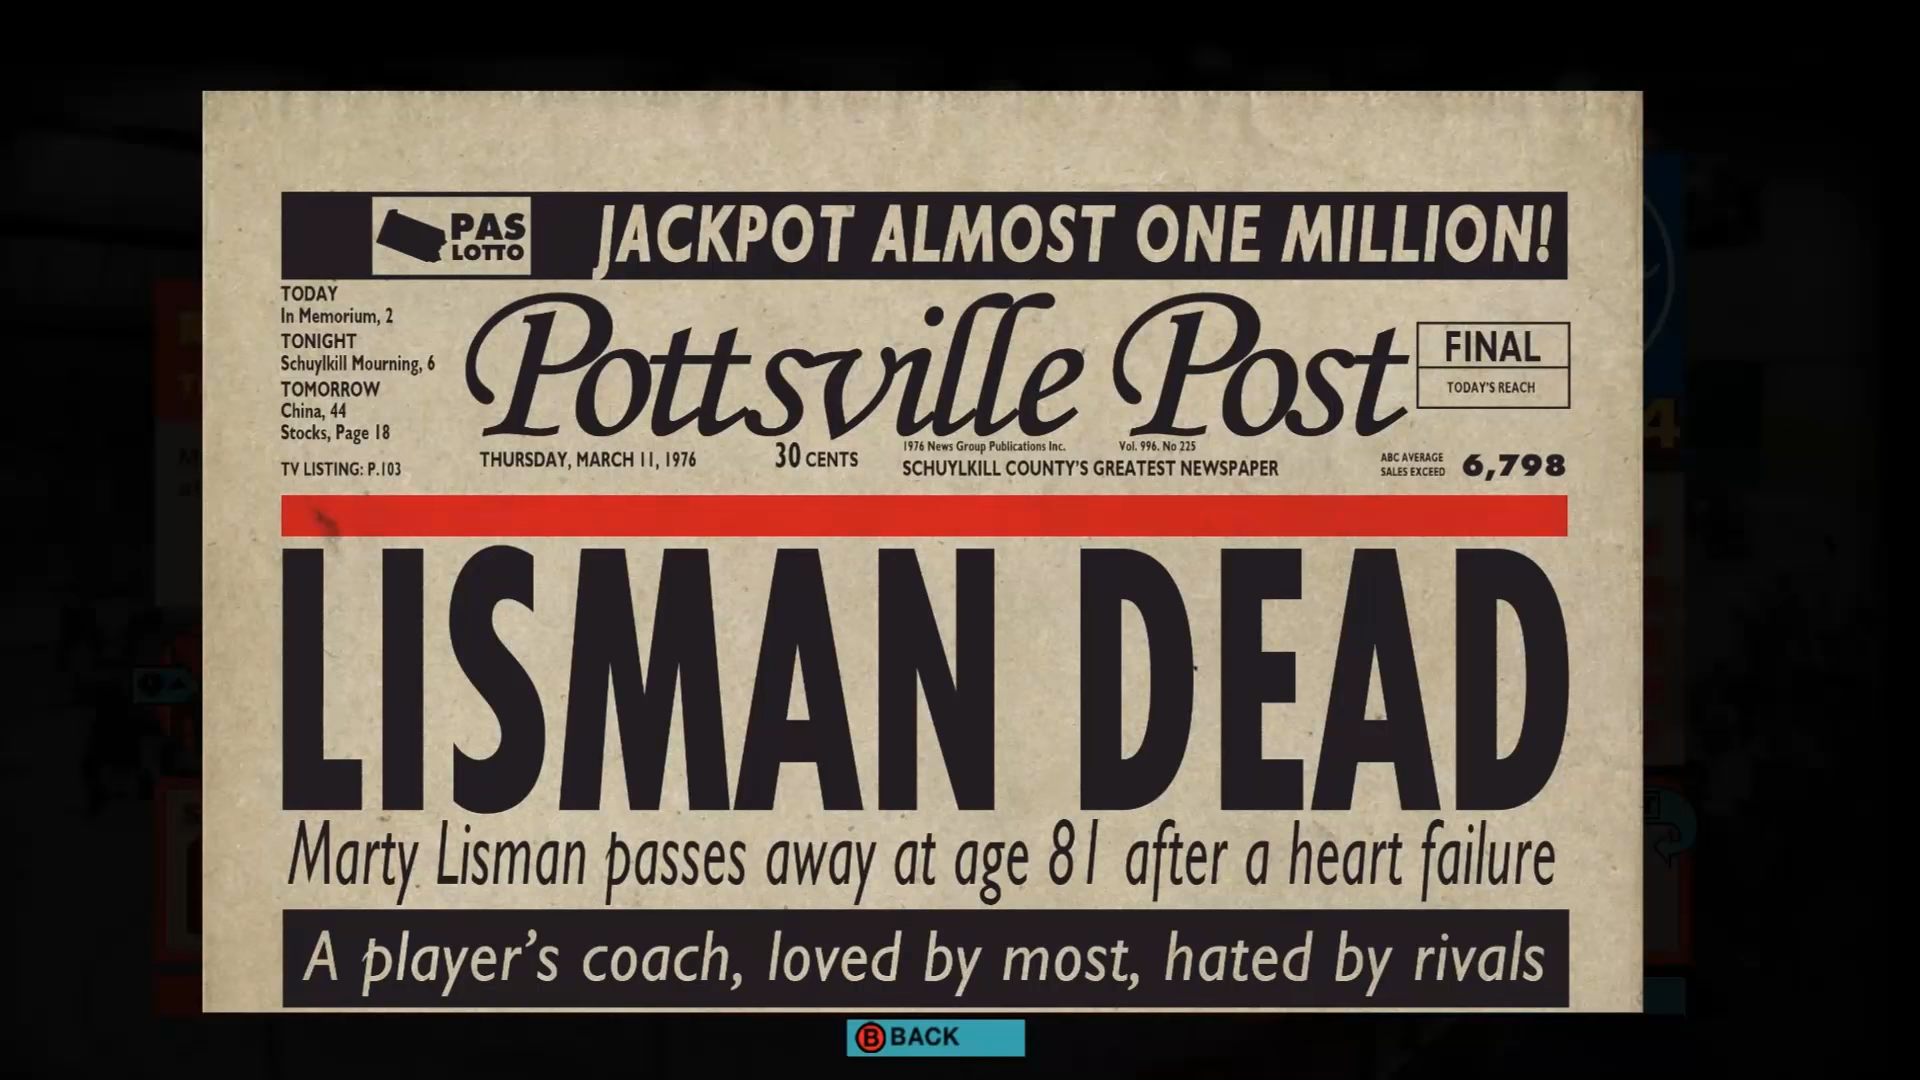 PAS
LOTTO
JACKPOT ALMOST ONE MILLION!
TODAY
In Memorium, 2
TONIGHT
Schuylkill Mourning, 6
TOMORROW
China, 44
Stocks, Page 18
TV LISTING: P.103
Pottsville Post
FINAL
TODAY'S REACH
THURSDAY, MARCH 11, 1976
30 CENTS
1976 News Group Publications Inc.
Vol. 996. No 225
SCHUYLKILL COUNTY'S GREATEST NEWSPAPER
ABC AVERAGE
SALES EXCEED
6,798
LISMAN DEAD
Marty Lisman passes away at age 81 after a heart failure
A player's coach, loved by most, hated by rivals
B BACK